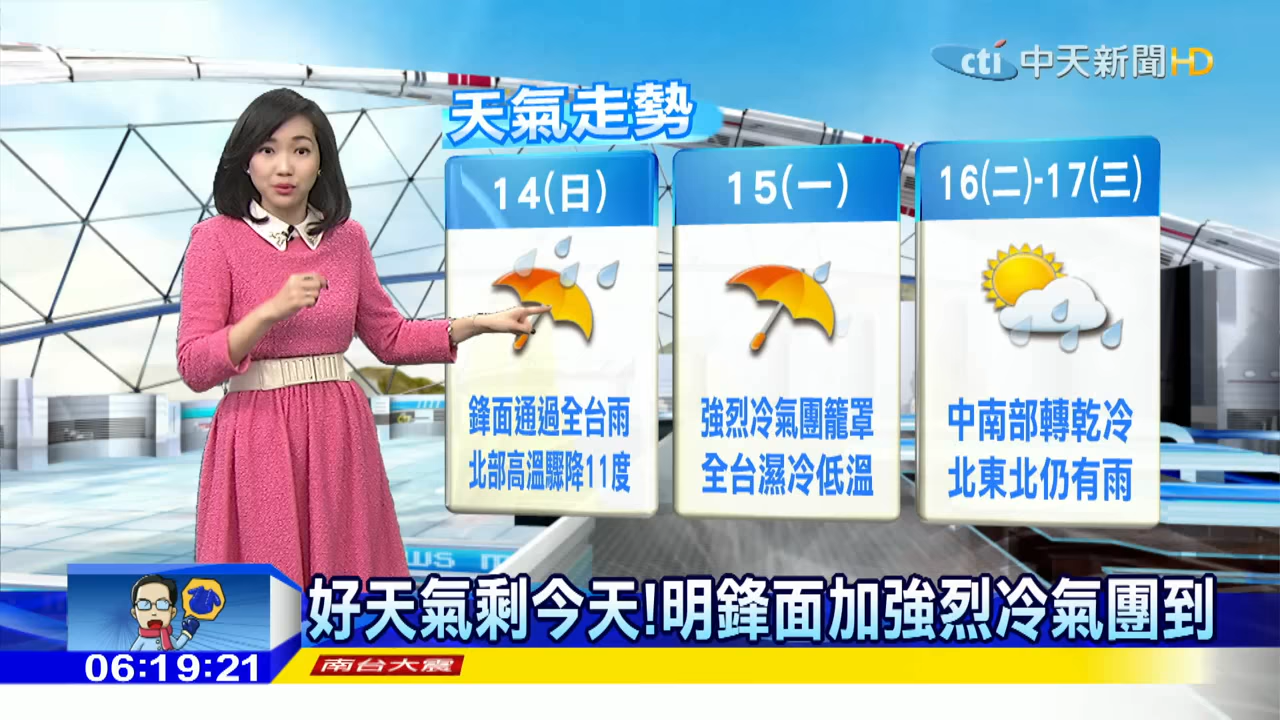 cti 中天新聞HD
天氣走勢
14(日)
鋒面通過全台雨
北部高溫驟降11度
15(一)
強烈冷氣團籠罩
全台濕冷低溫
16(二)-17(三)
中南部轉乾冷
北東北仍有雨
好天氣剩今天!明鋒面加強烈冷氣團到
06:19:21
南台大震